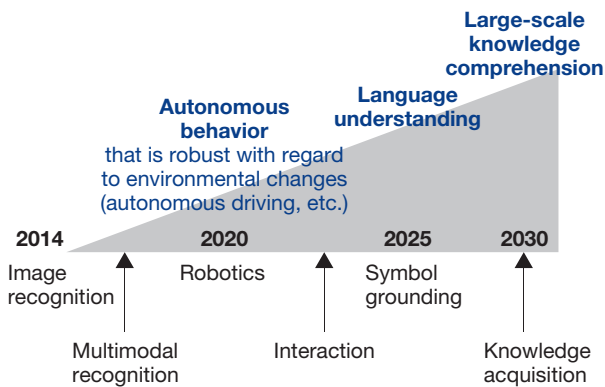 Large-scale
knowledge
comprehension
Language
understanding
Autonomous
behavior
that is robust with regard
to environmental changes
(autonomous driving, etc.)
2014
2020
2025
2030
Image
recognition
Robotics
Symbol
grounding
Multimodal
recognition
Interaction
Knowledge
acquisition